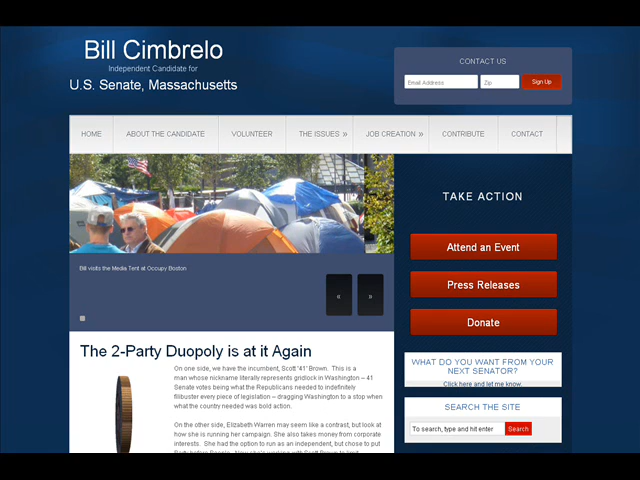 Bill Cimbrelo
Independent Candidate for
U.S. Senate, Massachusetts
CONTACT US
Email Address
Zip
Sign Up
HOME
ABOUT THE CANDIDATE
VOLUNTEER
THE ISSUES »
JOB CREATION »
CONTRIBUTE
CONTACT
Bill visits the Media Tent at Occupy Boston
«
»
TAKE ACTION
Attend an Event
Press Releases
Donate
WHAT DO YOU WANT FROM YOUR
NEXT SENATOR?
Click here and let me know.
SEARCH THE SITE
To search, type and hit enter
Search
The 2-Party Duopoly is at it Again
On one side, we have the incumbent, Scott "41" Brown.  This is a
man whose nickname literally represents gridlock in Washington – 41
Senate votes being what the Republicans needed to indefinitely
filibuster every piece of legislation – dragging Washington to a stop when
what the country needed was bold action.
On the other side, Elizabeth Warren may seem like a contrast, but look at
how she is running her campaign.  She also takes money from corporate
interests.  She had the option to run as an independent, but chose to put